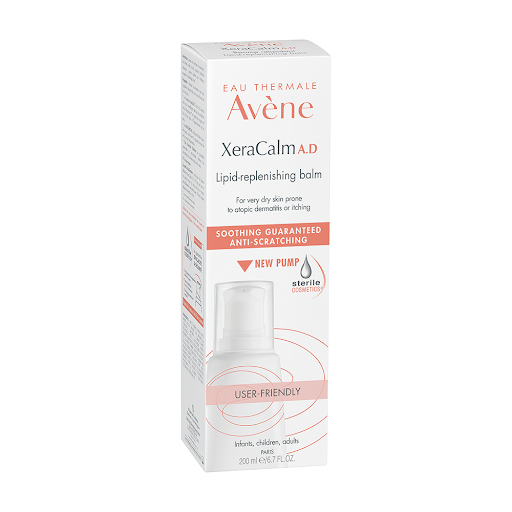 EAU THERMALE
Avène
XeraCalm A.D
Lipid-replenishing balm
For very dry skin prone
to atopic dermatitis or itching
SOOTHING GUARANTEED
ANTI-SCRATCHING
NEW PUMP
sterile
COSMETICS
USER-FRIENDLY
Infants, children, adults
PARIS
200 ml e/6.7 FL.OZ.